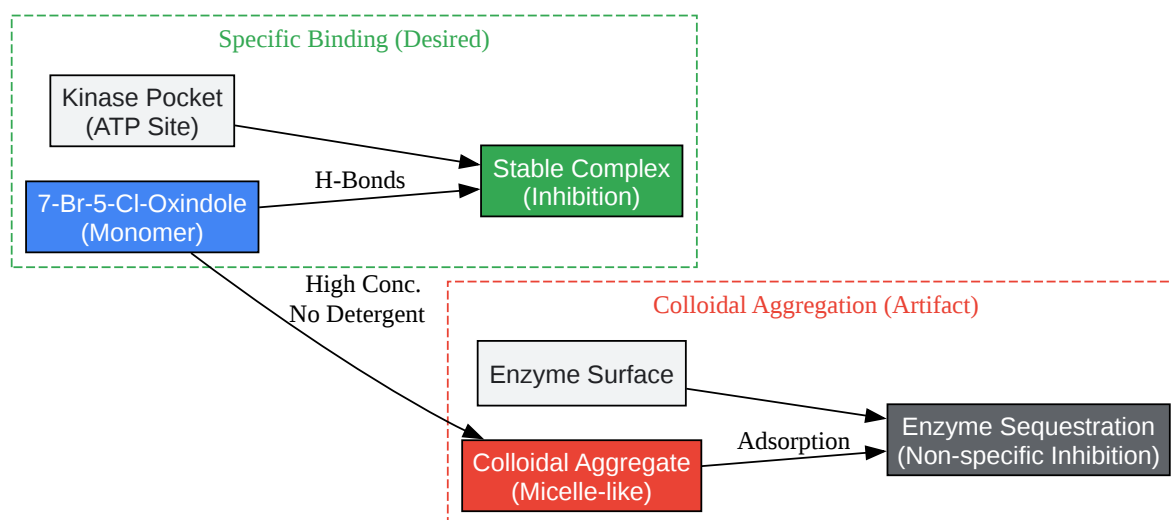 Specific Binding (Desired)
Kinase Pocket
(ATP Site)
7-Br-5-Cl-Oxindole
(Monomer)
H-Bonds
Stable Complex
(Inhibition)
High Conc.
No Detergent
Colloidal Aggregation (Artifact)
Enzyme Surface
Colloidal Aggregate
(Micelle-like)
Adsorption
Enzyme Sequestration
(Non-specific Inhibition)